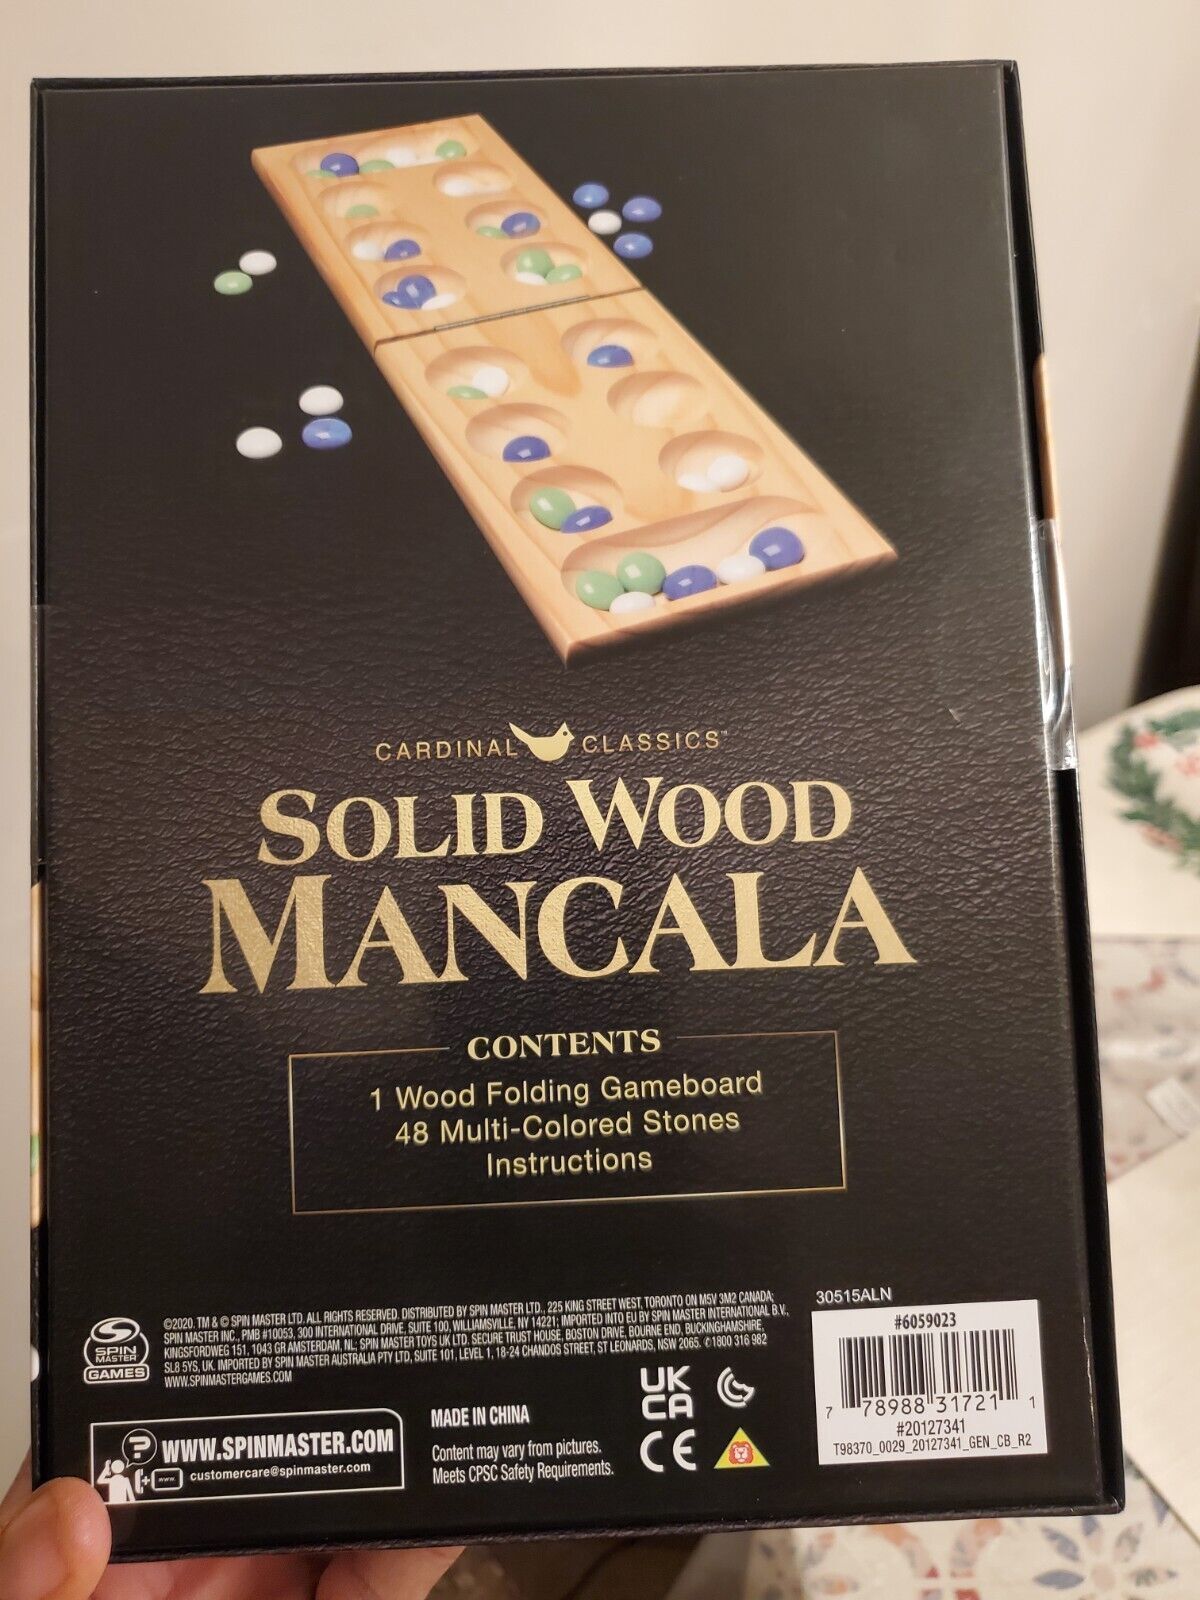 CARDINAL CLASSICS™
SOLID WOOD
MANCALA
CONTENTS
1 Wood Folding Gameboard
48 Multi-Colored Stones
Instructions
SPIN
MASTER
GAMES
©2020. TM & © SPIN MASTER LTD. ALL RIGHTS RESERVED. DISTRIBUTED BY SPIN MASTER LTD., 225 KING STREET WEST, TORONTO ON M5V 3M2 CANADA;
SPIN MASTER INC., PMB #10053, 300 INTERNATIONAL DRIVE, SUITE 100, WILLIAMSVILLE, NY 14221; IMPORTED INTO EU BY SPIN MASTER INTERNATIONAL B.V.,
KINGSFORDWEG 151, 1043 GR AMSTERDAM, NL; SPIN MASTER TOYS UK LTD. SECURE TRUST HOUSE, BOSTON DRIVE, BOURNE END, BUCKINGHAMSHIRE,
SL8 5YS, UK. IMPORTED BY SPIN MASTER AUSTRALIA PTY LTD, SUITE 101, LEVEL 1, 18-24 CHANDOS STREET, ST LEONARDS, NSW 2065. ✆1800 316 982
WWW.SPINMASTERGAMES.COM
?
WWW.SPINMASTER.COM
www.
customercare@spinmaster.com
MADE IN CHINA
Content may vary from pictures.
Meets CPSC Safety Requirements.
UK
CA
CE
30515ALN
#6059023
7 78988 31721 1
#20127341
T98370_0029_20127341_GEN_CB_R2